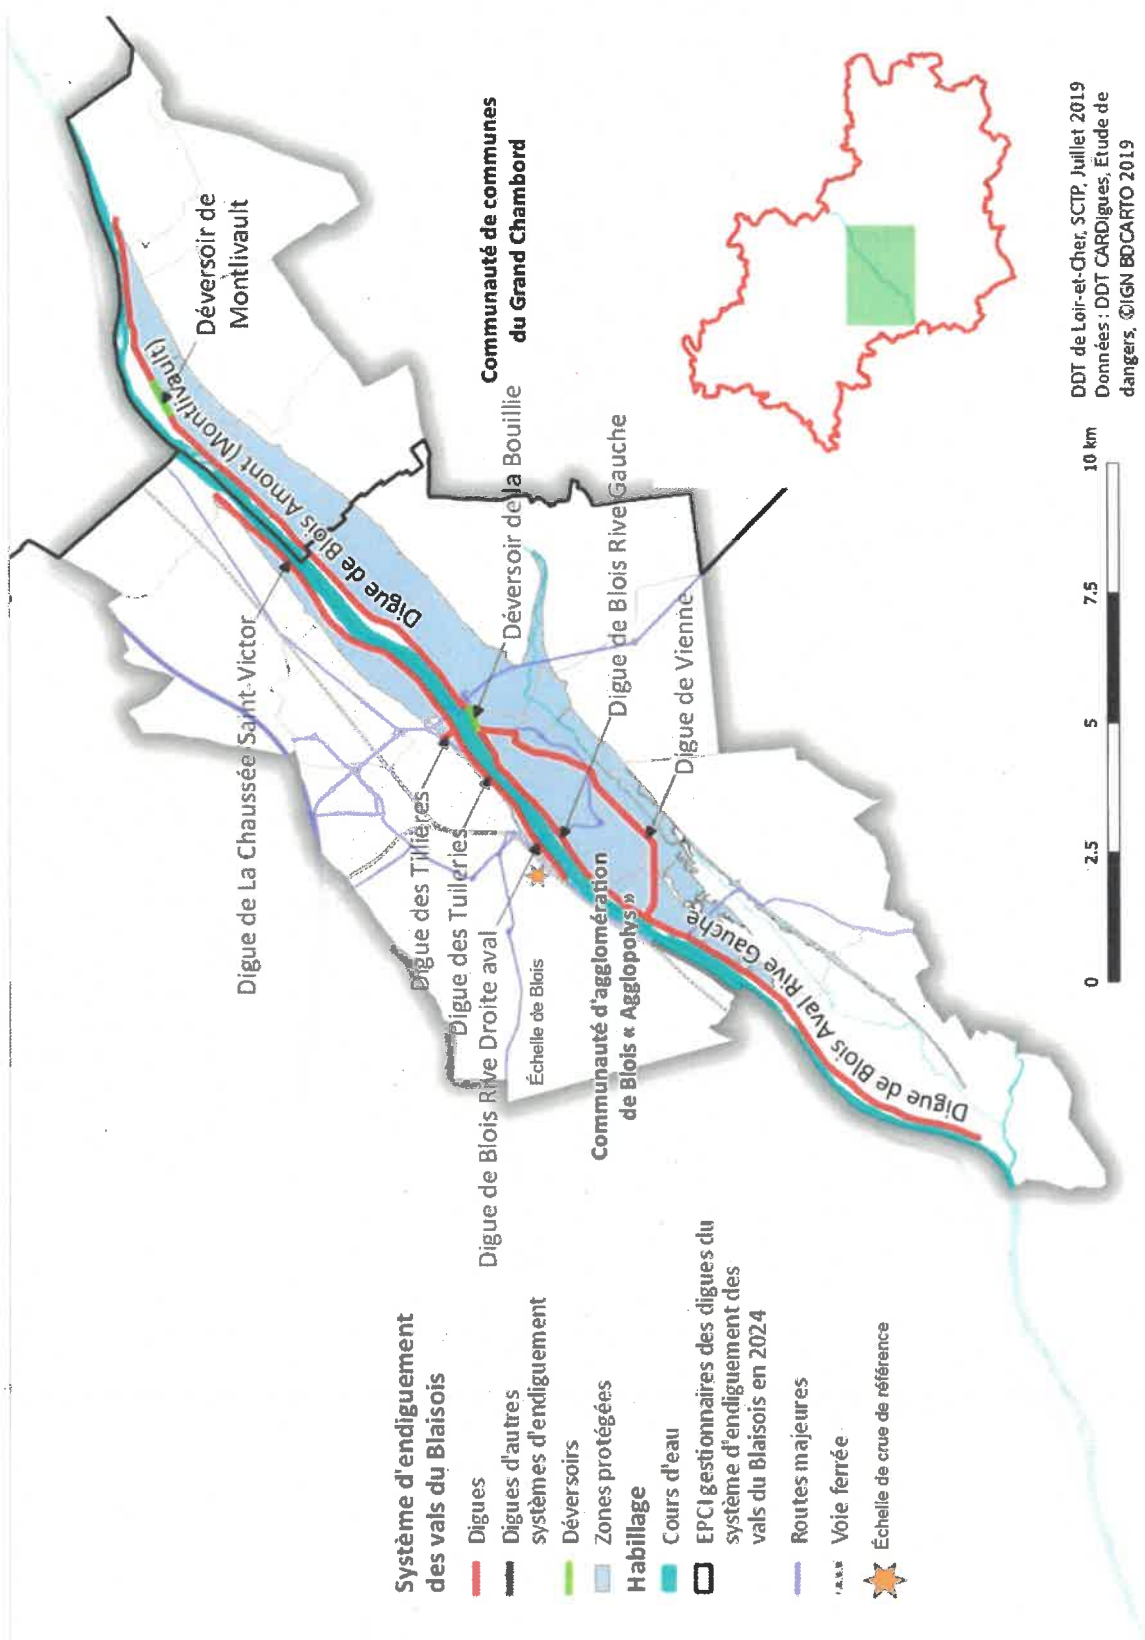 Système d'endiguement
des vals du Blaisois
Digues
Digues d'autres
systèmes d'endiguement
Déversoirs
Zones protégées
Habillage
Cours d'eau
EPCI gestionnaires des digues du
système d'endiguement des
vals du Blaisois en 2024
Routes majeures
Voie ferrée
Échelle de crue de référence
Digue de La Chaussée Saint-Victor
Digue des Tillières
Digue des Tuileries
Digue de Blois Rive Droite aval
Échelle de Blois
Communauté d'agglomération
de Blois « Agglopolys »
Digue de Blois Aval Rive Gauche
Digue de Blois Amont (Montlivault)
Déversoir de
Montlivault
Communauté de communes
du Grand Chambord
Déversoir de la Bouillie
Digue de Blois Rive Gauche
Digue de Vienne
0 2.5 5 7.5 10 km
DDT de Loir-et-Cher, SCTP, Juillet 2019
Données : DDT CARDigues, Etude de
dangers, ©IGN BDCARTO 2019